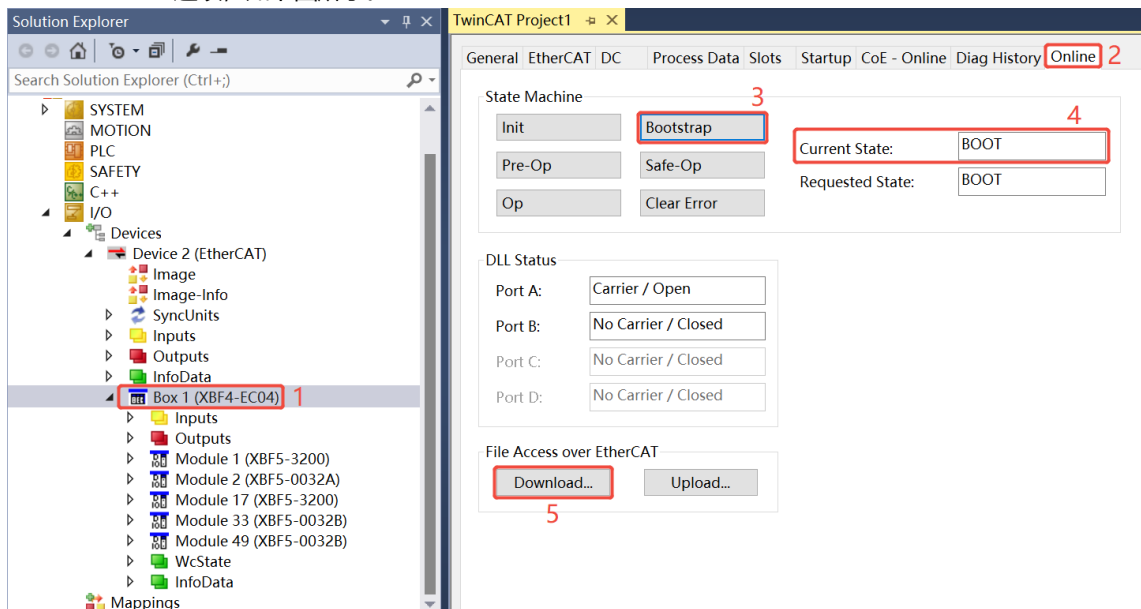 Solution Explorer
Search Solution Explorer (Ctrl+;)
SYSTEM
MOTION
PLC
SAFETY
C++
I/O
Devices
Device 2 (EtherCAT)
Image
Image-Info
SyncUnits
Inputs
Outputs
InfoData
Box 1 (XBF4-EC04) 1
Inputs
Outputs
Module 1 (XBF5-3200)
Module 2 (XBF5-0032A)
Module 17 (XBF5-3200)
Module 33 (XBF5-0032B)
Module 49 (XBF5-0032B)
WcState
InfoData
Mappings
TwinCAT Project1
General EtherCAT DC Process Data Slots Startup CoE - Online Diag History Online 2
State Machine
3
Init Bootstrap
Pre-Op Safe-Op
Op Clear Error
4
Current State: BOOT
Requested State: BOOT
DLL Status
Port A: Carrier / Open
Port B: No Carrier / Closed
Port C: No Carrier / Closed
Port D: No Carrier / Closed
File Access over EtherCAT
Download... Upload...
5